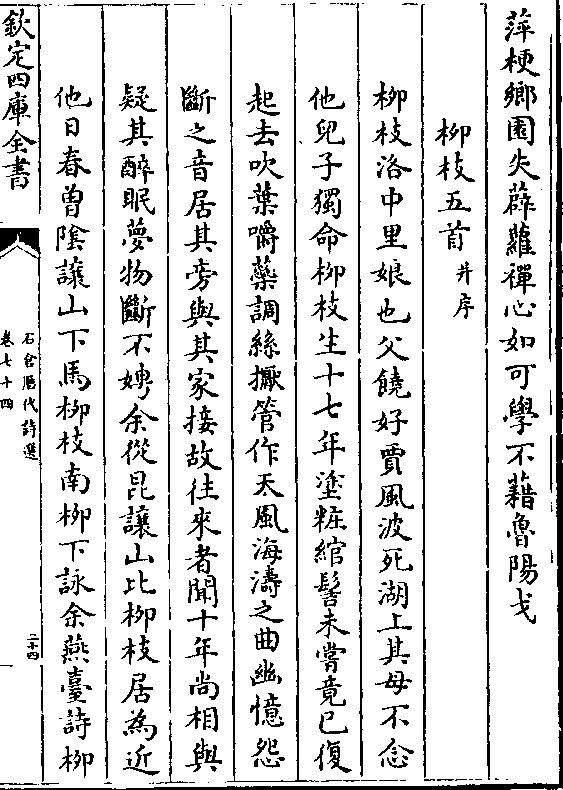 萍梗鄉園失薜蘿禪心如可學不藉魯陽戈
柳枝五首并序
柳枝洛中里娘也父饒好賈風波死湖上其母不念
他兒子獨命柳枝生十七年塗粧綰髻未嘗竟已復
起去吹葉嚼蘂調絲擫管作天風海濤之曲幽憶怨
斷之音居其旁與其家接故往來者聞十年尚相與
疑其醉眠夢物斷不娉余從昆讓山比柳枝居為近
他日春曽陰讓山下馬柳枝南柳下詠余燕臺詩柳
欽定四庫全書
石倉歷代詩選
卷七十四
二十四